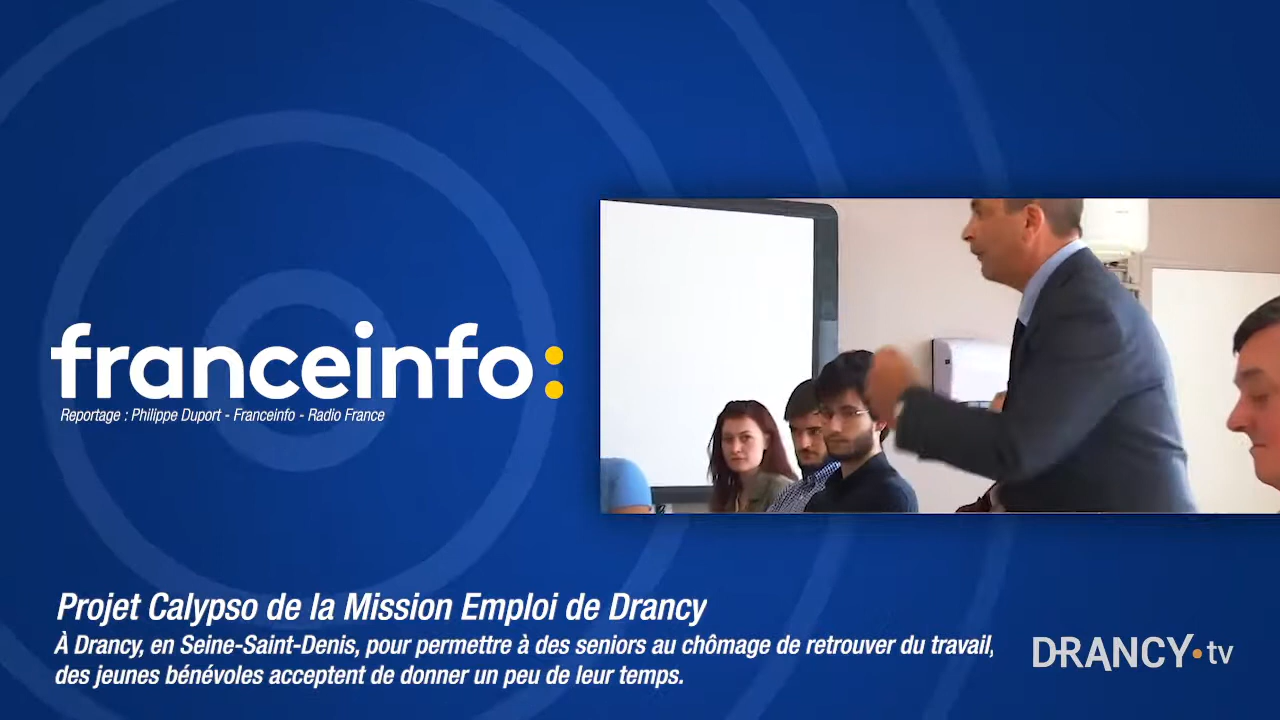 franceinfo:
Reportage : Philippe Duport - Franceinfo - Radio France
Projet Calypso de la Mission Emploi de Drancy
À Drancy, en Seine-Saint-Denis, pour permettre à des seniors au chômage de retrouver du travail,
des jeunes bénévoles acceptent de donner un peu de leur temps.
DRANCY·tv